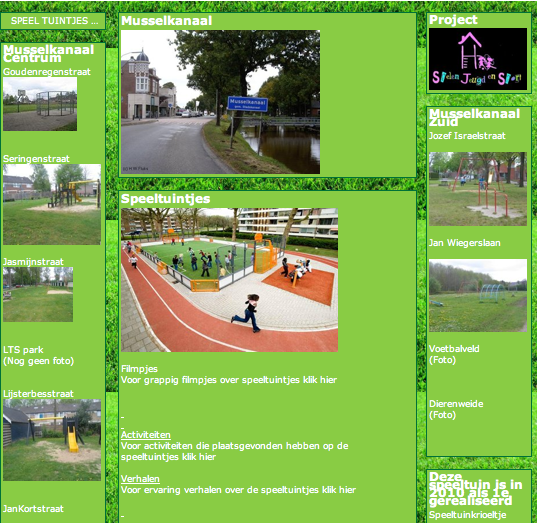 SPEEL TUINTJES ...
Musselkanaal
Centrum
Goudenregenstraat
Seringenstraat
Jasmijnstraat
LTS park
(Nog geen foto)
Lijsterbesstraat
JanKortstraat
Musselkanaal
Musselkanaal
Speeltuintjes
Filmpjes
Voor grappig filmpjes over speeltuintjes klik hier
Activiteiten
Voor activiteiten die plaatsgevonden hebben op de
speeltuintjes klik hier
Verhalen
Voor ervaring verhalen over de speeltuintjes klik hier
Project
Spelen Jeugd en Sport
Musselkanaal
Zuid
Jozef Israelstraat
Jan Wiegerslaan
Voetbalveld
(Foto)
Dierenweide
(Foto)
Deze
speeltuin is in
2010 als 1e
gerealiseerd
Speeltuinkrioeltje